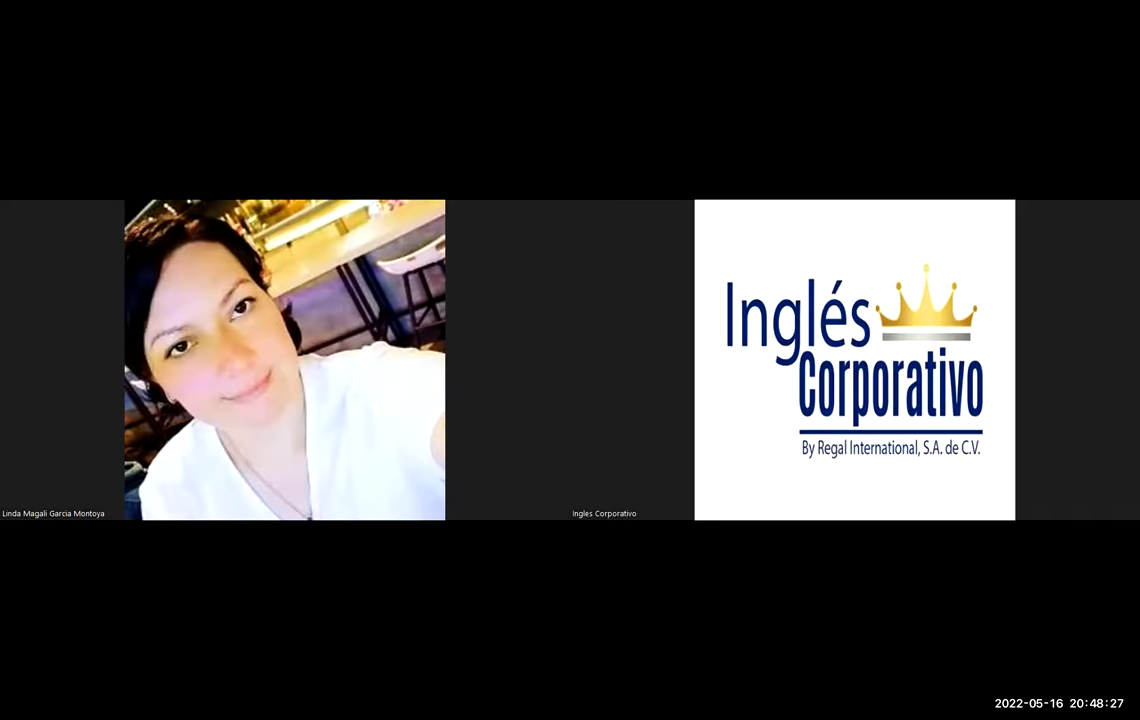 Inglés
Corporativo
By Regal International, S.A. de C.V.
Linda Magali Garcia Montoya
Ingles Corporativo
2022-05-16 20:48:27